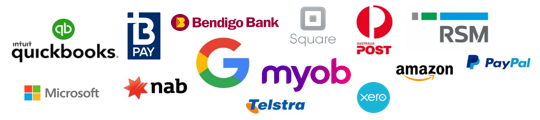 intuit
quickbooks.
B
PAY
Bendigo Bank
Square
AUSTRALIA
POST
RSM
G
myob
amazon
PayPal
Microsoft
nab
Telstra
xero